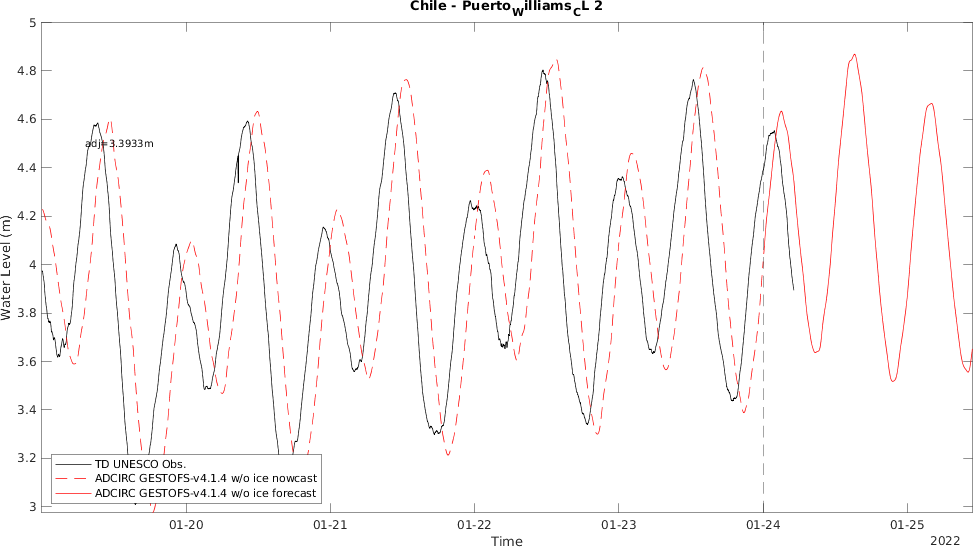 Chile - PuertoWilliamsCL 2
5
4.8
4.6
4.4
4.2
4
3.8
3.6
3.4
3.2
3
Water Level (m)
adj=3.3933m
TD UNESCO Obs.
ADCIRC GESTOFS-v4.1.4 w/o ice nowcast
ADCIRC GESTOFS-v4.1.4 w/o ice forecast
01-20 01-21 01-22 01-23 01-24 01-25
Time
2022